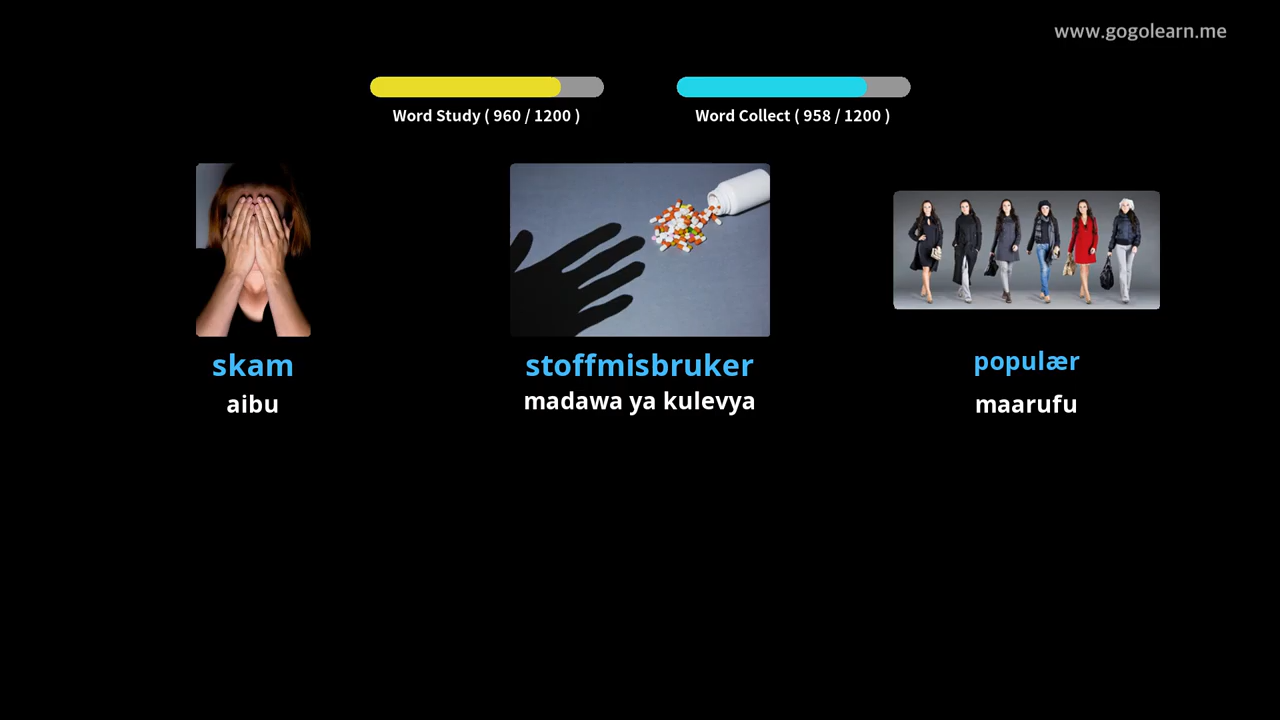 www.gogolearn.me
Word Study ( 960 / 1200 )
Word Collect ( 958 / 1200 )
skam
stoffmisbruker
populær
aibu
madawa ya kulevya
maarufu